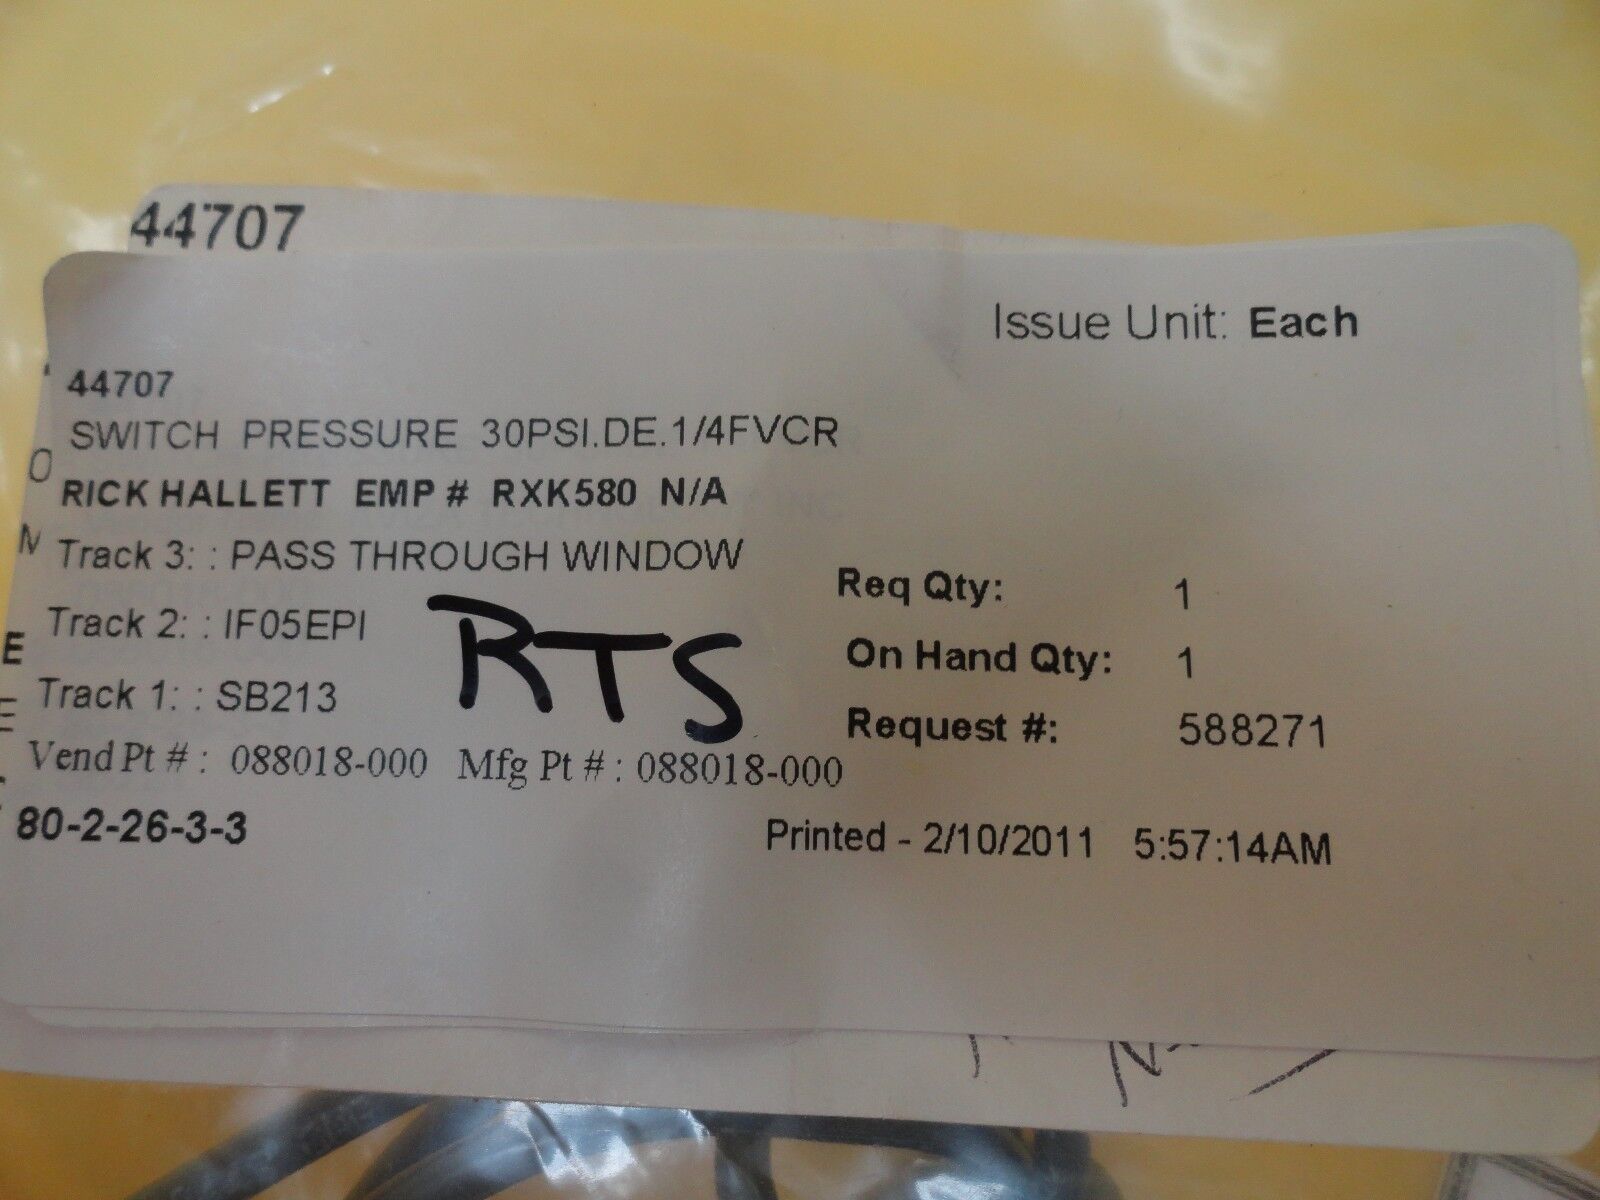 44707
Issue Unit: Each
44707
SWITCH PRESSURE 30PSI.DE.1/4FVCR
RICK HALLETT EMP # RXK580 N/A
Track 3: : PASS THROUGH WINDOW
Req Qty: 1
Track 2: : IF05EPI
RTS
On Hand Qty: 1
Track 1: : SB213
Request #: 588271
Vend Pt # : 088018-000 Mfg Pt # : 088018-000
80-2-26-3-3
Printed - 2/10/2011 5:57:14AM